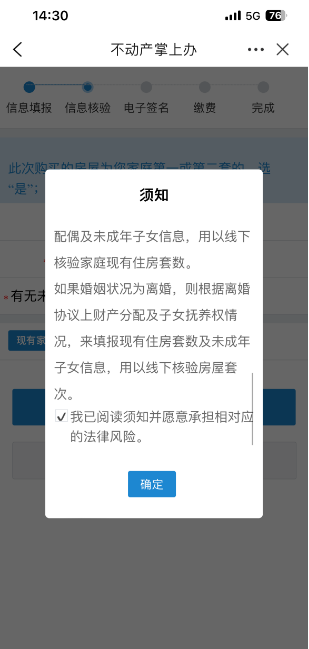 14:30
5G 76
不动产掌上办
信息填报 信息核验 电子签名 缴费 完成
此次购买的房屋为您家庭第一或第二套的，选
“是”；
须知
配偶及未成年子女信息，用以线下
核验家庭现有住房套数。
如果婚姻状况为离婚，则根据离婚
协议上财产分配及子女抚养权情
况，来填报现有住房套数及未成年
子女信息，用以线下核验房屋套
次。
我已阅读须知并愿意承担相对应
的法律风险。
确定
* 有无未
现有家